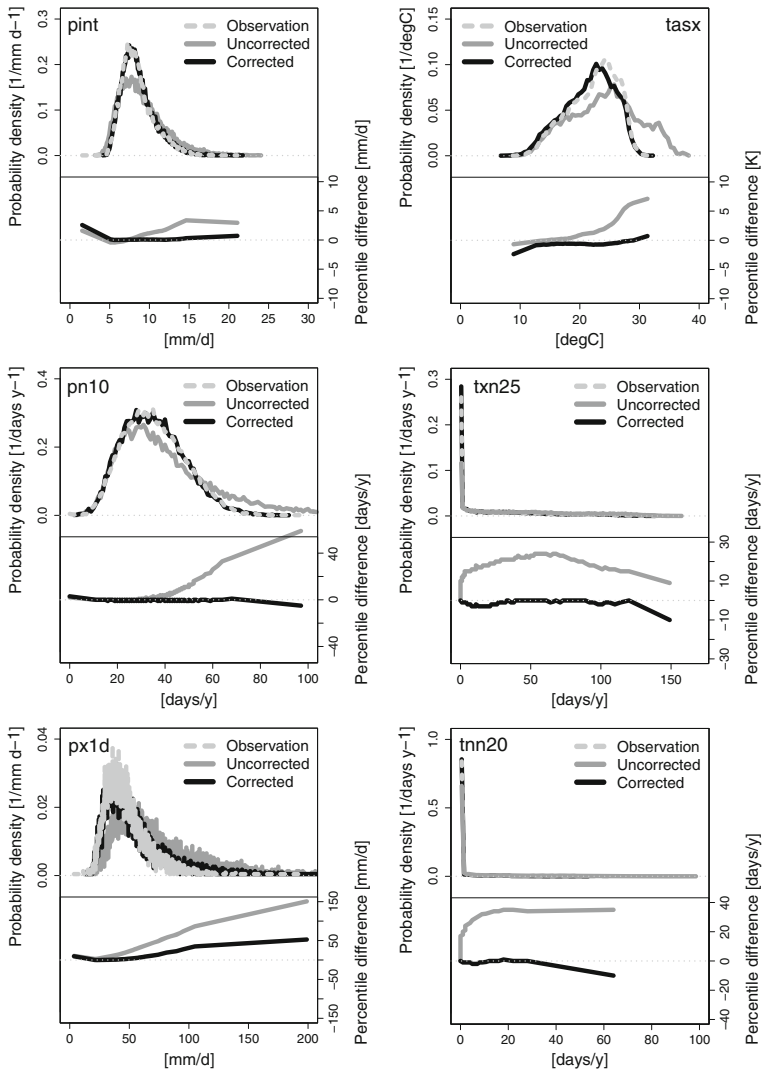 pint
Observation
Uncorrected
Corrected
Probability density [1/mm d−1]
0.0 0.1 0.2 0.3
Percentile difference [mm/d]
−10 −5 0 5 10
0 5 10 15 20 25 30
[mm/d]
tasx
Observation
Uncorrected
Corrected
Probability density [1/degC]
0.00 0.05 0.10 0.15
Percentile difference [K]
−10 −5 0 5 10
0 10 20 30 40
[degC]
pn10
Observation
Uncorrected
Corrected
Probability density [1/days y−1]
0.0 0.2 0.4
Percentile difference [days/y]
−40 0 20 40
0 20 40 60 80 100
[days/y]
txn25
Observation
Uncorrected
Corrected
Probability density [1/days y−1]
0.0 0.1 0.2 0.3
Percentile difference [days/y]
−30 −10 10 30
0 50 100 150
[days/y]
px1d
Observation
Uncorrected
Corrected
Probability density [1/mm d−1]
0.00 0.02 0.04
Percentile difference [mm/d]
−150 −50 0 50 150
0 50 100 150 200
[mm/d]
tnn20
Observation
Uncorrected
Corrected
Probability density [1/days y−1]
0.0 0.5 1.0
Percentile difference [days/y]
−40 −20 0 20 40
0 20 40 60 80 100
[days/y]